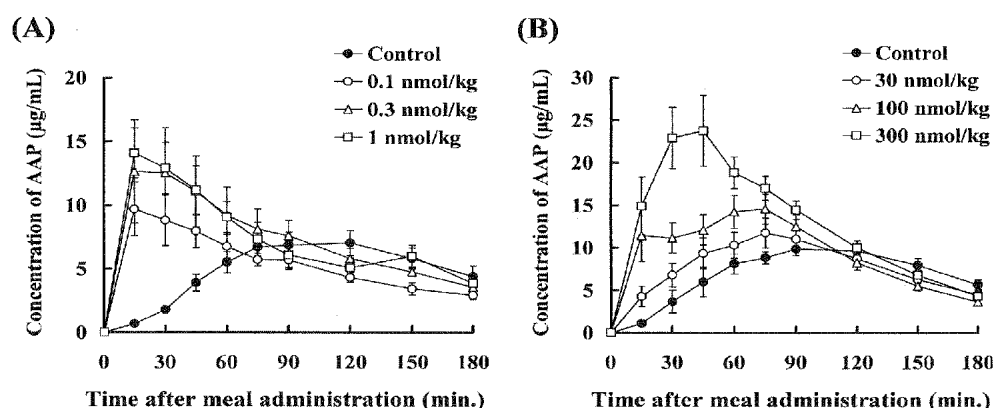 (A)
Control
0.1 nmol/kg
0.3 nmol/kg
1 nmol/kg
Concentration of AAP (µg/mL)
20
15
10
5
0
0 30 60 90 120 150 180
Time after meal administration (min.)
(B)
Control
30 nmol/kg
100 nmol/kg
300 nmol/kg
Concentration of AAP (µg/mL)
30
25
20
15
10
5
0
0 30 60 90 120 150 180
Time after meal administration (min.)